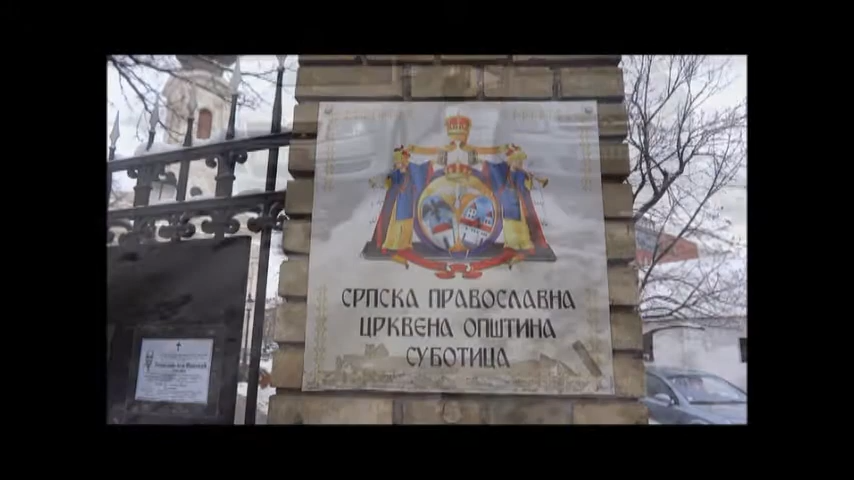 СРПСКА ПРАВОСЛАВНА
ЦРКВЕНА ОПШТИНА
СУБОТИЦА